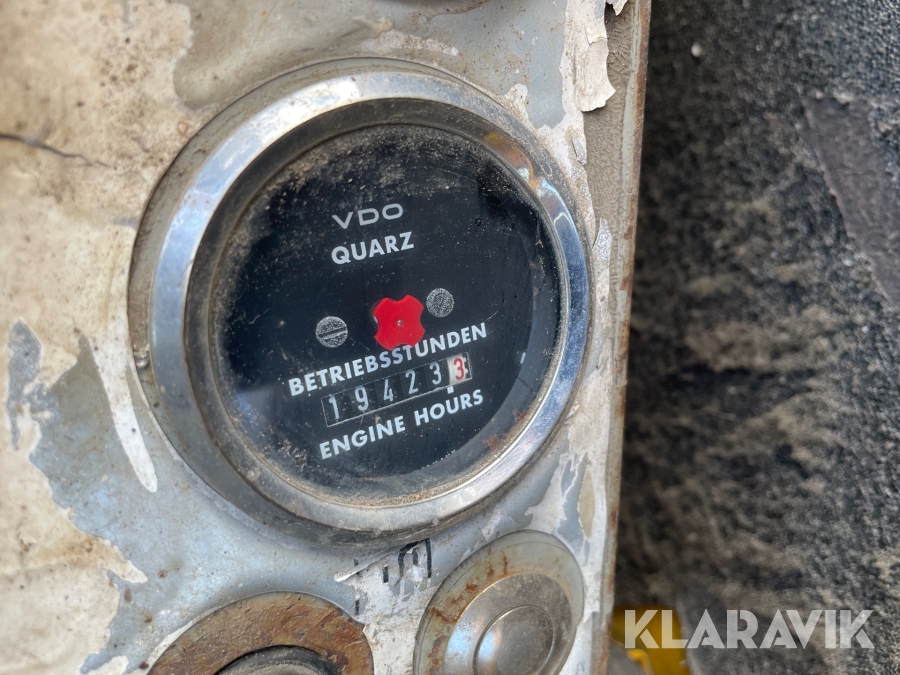 VDO
QUARZ
BETRIEBSSTUNDEN
194233
ENGINE HOURS
KLARAVIK